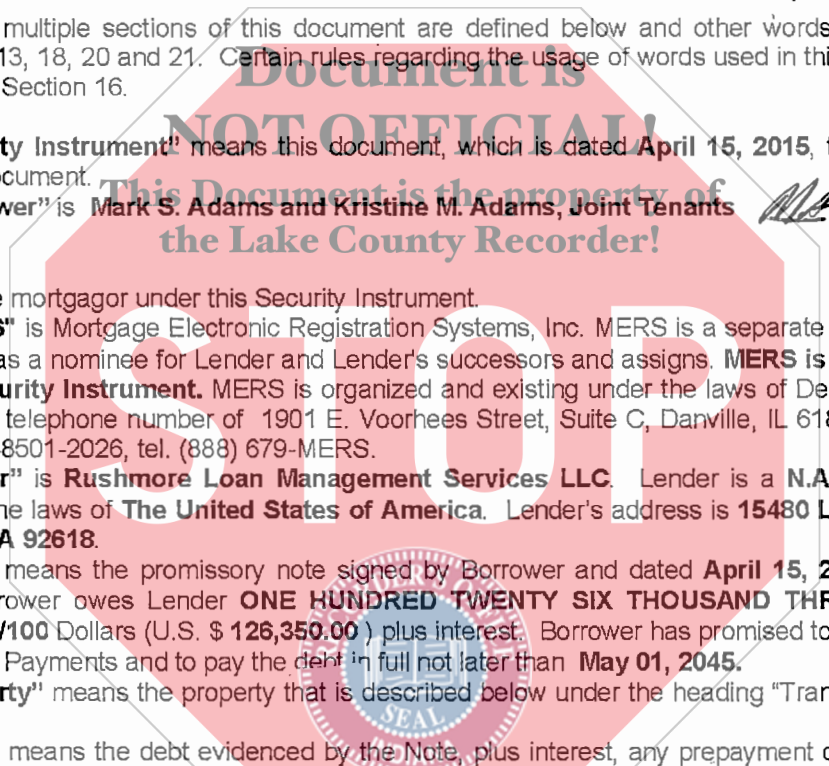 multiple sections of this document are defined below and other words
13, 18, 20 and 21. Certain rules regarding the usage of words used in thi
Section 16.
Document is
NOT OFFICIAL!
This Document is the property of
the Lake County Recorder!
STOP
ty Instrument" means this document, which is dated April 15, 2015,
ocument.
wer" is Mark S. Adams and Kristine M. Adams, Joint Tenants
e mortgagor under this Security Instrument.
S" is Mortgage Electronic Registration Systems, Inc. MERS is a separate
as a nominee for Lender and Lender's successors and assigns. MERS is
urity Instrument. MERS is organized and existing under the laws of De
telephone number of 1901 E. Voorhees Street, Suite C, Danville, IL 618
8501-2026, tel. (888) 679-MERS.
r" is Rushmore Loan Management Services LLC. Lender is a N.A
he laws of The United States of America. Lender's address is 15480 L
A 92618.
means the promissory note signed by Borrower and dated April 15, 2
rower owes Lender ONE HUNDRED TWENTY SIX THOUSAND THR
/100 Dollars (U.S. $ 126,350.00 ) plus interest. Borrower has promised to
Payments and to pay the debt in full not later than May 01, 2045.
rty" means the property that is described below under the heading "Tran
means the debt evidenced by the Note, plus interest, any prepayment c
SEAL